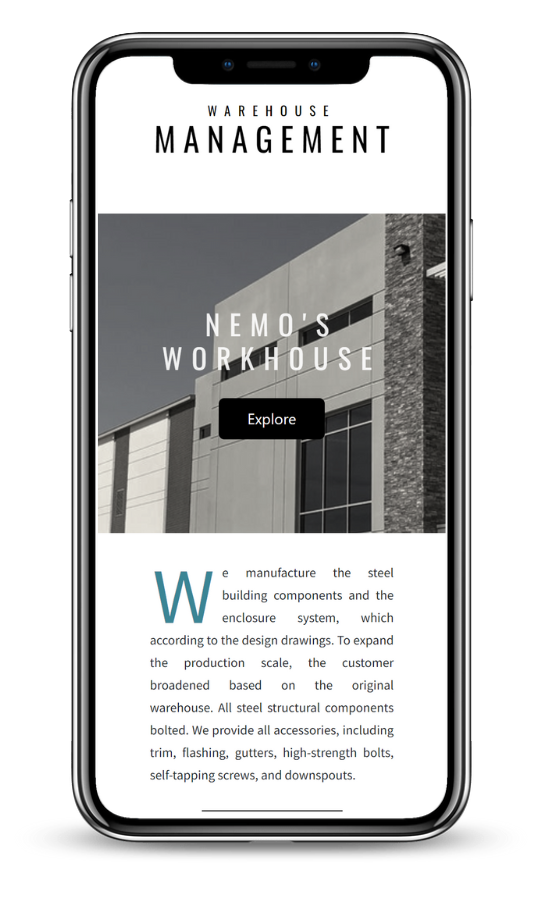 WAREHOUSE
MANAGEMENT
NEMO'S
WORKHOUSE
Explore
We manufacture the steel
building components and the
enclosure system, which
according to the design drawings. To expand
the production scale, the customer
broadened based on the original
warehouse. All steel structural components
bolted. We provide all accessories, including
trim, flashing, gutters, high-strength bolts,
self-tapping screws, and downspouts.